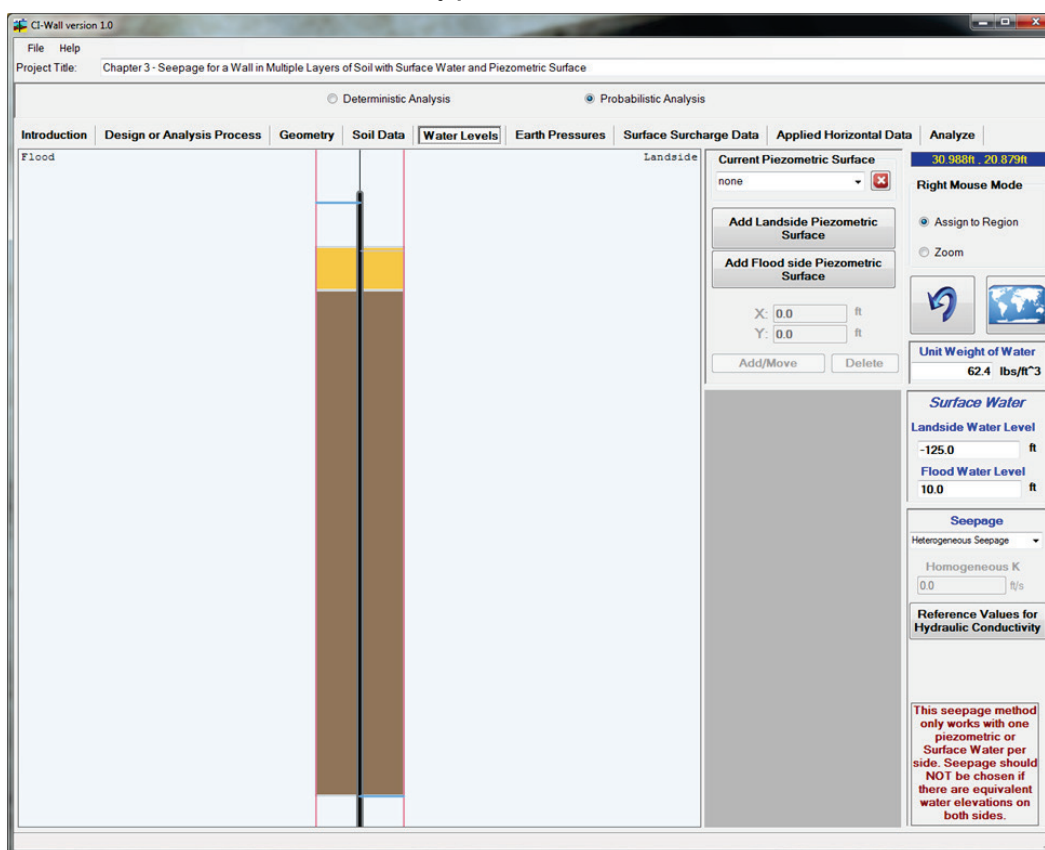 CI-Wall version 1.0
File Help
Project Title: Chapter 3 - Seepage for a Wall in Multiple Layers of Soil with Surface Water and Piezometric Surface
Deterministic Analysis Probabilistic Analysis
Introduction Design or Analysis Process Geometry Soil Data Water Levels Earth Pressures Surface Surcharge Data Applied Horizontal Data Analyze
Flood Landside
Current Piezometric Surface
none
Add Landside Piezometric
Surface
Add Flood side Piezometric
Surface
X: 0.0 ft
Y: 0.0 ft
Add/Move Delete
30.988ft , 20.879ft
Right Mouse Mode
Assign to Region
Zoom
Unit Weight of Water
62.4 lbs/ft^3
Surface Water
Landside Water Level
-125.0 ft
Flood Water Level
10.0 ft
Seepage
Heterogeneous Seepage
Homogeneous K
0.0 ft/s
Reference Values for
Hydraulic Conductivity
This seepage method
only works with one
piezometric or
Surface Water per
side. Seepage should
NOT be chosen if
there are equivalent
water elevations on
both sides.